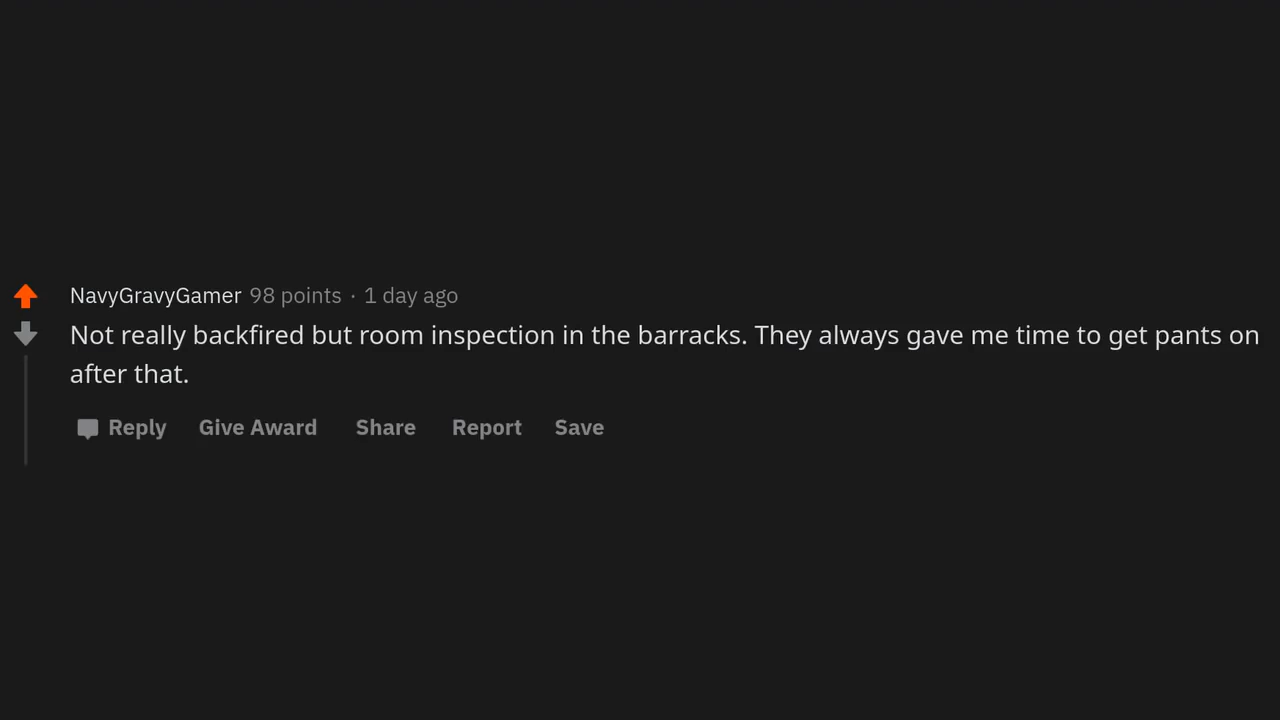 NavyGravyGamer 98 points · 1 day ago
Not really backfired but room inspection in the barracks. They always gave me time to get pants on
after that.
Reply Give Award Share Report Save